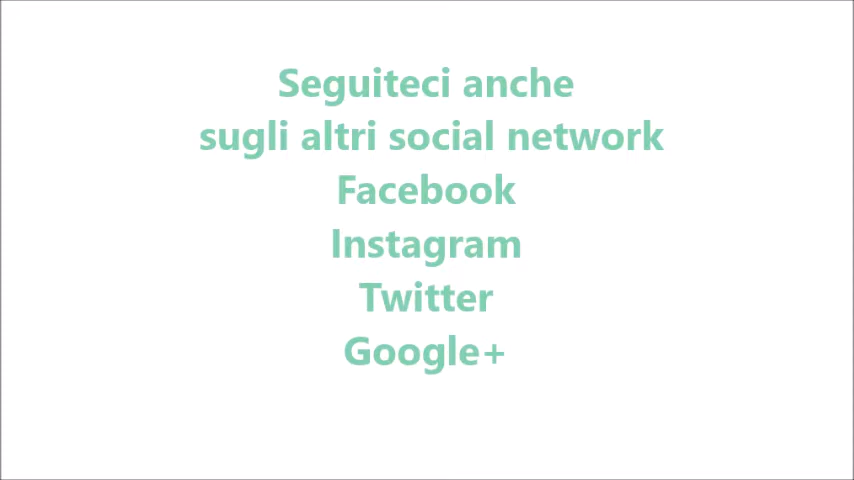 Seguiteci anche
sugli altri social network
Facebook
Instagram
Twitter
Google+